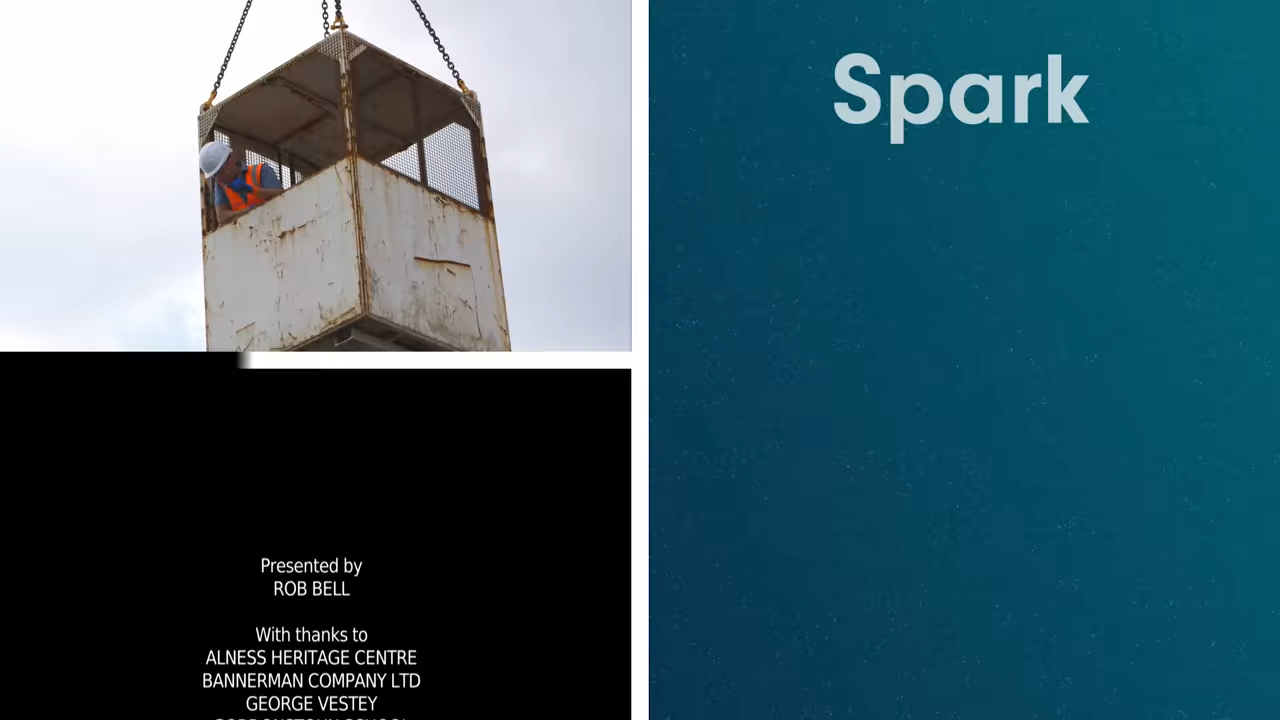 Spark
Presented by
ROB BELL
With thanks to
ALNESS HERITAGE CENTRE
BANNERMAN COMPANY LTD
GEORGE VESTEY